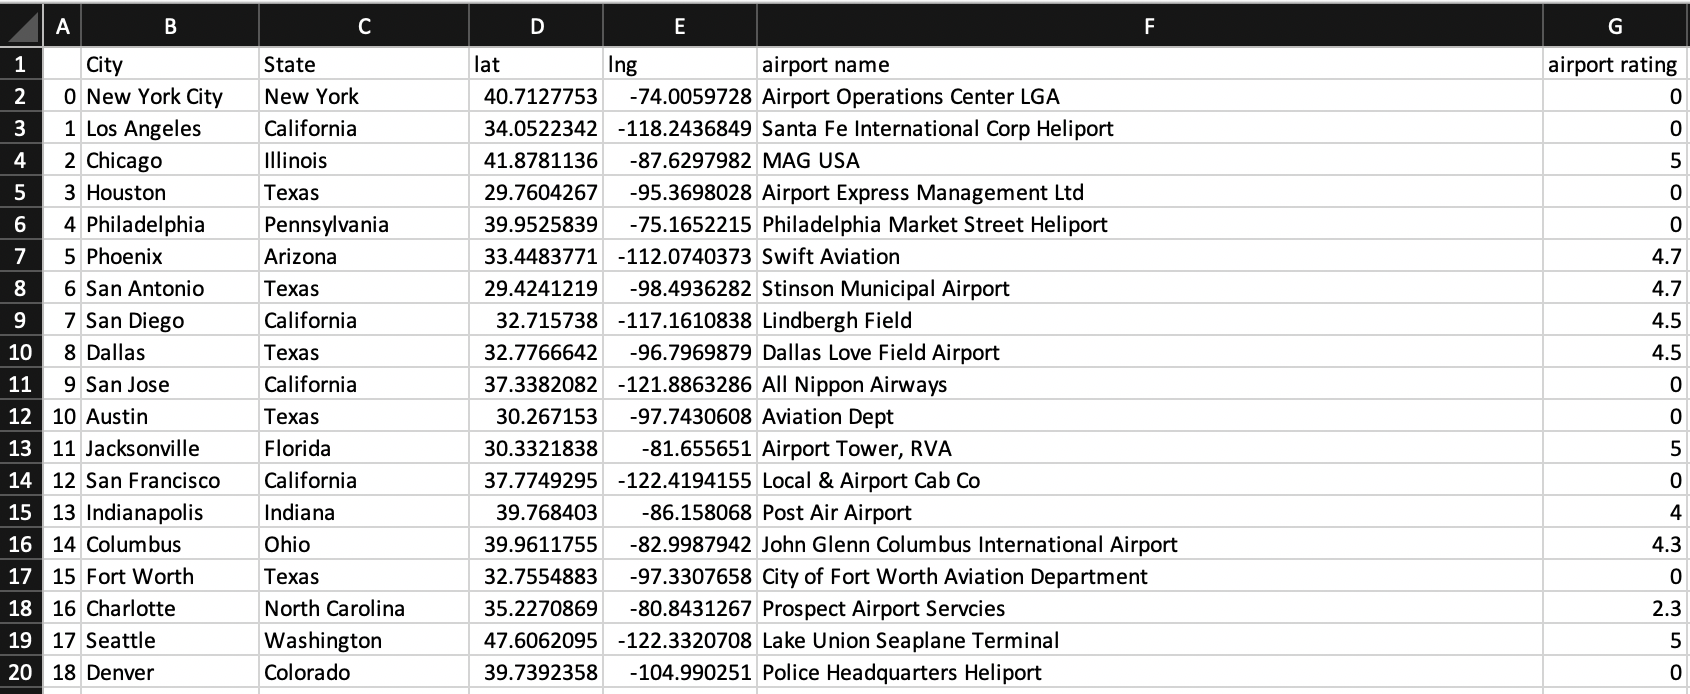 A B C D E F G
1 City State lat lng airport name airport rating
2 0 New York City New York 40.7127753 -74.0059728 Airport Operations Center LGA 0
3 1 Los Angeles California 34.0522342 -118.2436849 Santa Fe International Corp Heliport 0
4 2 Chicago Illinois 41.8781136 -87.6297982 MAG USA 5
5 3 Houston Texas 29.7604267 -95.3698028 Airport Express Management Ltd 0
6 4 Philadelphia Pennsylvania 39.9525839 -75.1652215 Philadelphia Market Street Heliport 0
7 5 Phoenix Arizona 33.4483771 -112.0740373 Swift Aviation 4.7
8 6 San Antonio Texas 29.4241219 -98.4936282 Stinson Municipal Airport 4.7
9 7 San Diego California 32.715738 -117.1610838 Lindbergh Field 4.5
10 8 Dallas Texas 32.7766642 -96.7969879 Dallas Love Field Airport 4.5
11 9 San Jose California 37.3382082 -121.8863286 All Nippon Airways 0
12 10 Austin Texas 30.267153 -97.7430608 Aviation Dept 0
13 11 Jacksonville Florida 30.3321838 -81.655651 Airport Tower, RVA 5
14 12 San Francisco California 37.7749295 -122.4194155 Local & Airport Cab Co 0
15 13 Indianapolis Indiana 39.768403 -86.158068 Post Air Airport 4
16 14 Columbus Ohio 39.9611755 -82.9987942 John Glenn Columbus International Airport 4.3
17 15 Fort Worth Texas 32.7554883 -97.3307658 City of Fort Worth Aviation Department 0
18 16 Charlotte North Carolina 35.2270869 -80.8431267 Prospect Airport Servcies 2.3
19 17 Seattle Washington 47.6062095 -122.3320708 Lake Union Seaplane Terminal 5
20 18 Denver Colorado 39.7392358 -104.990251 Police Headquarters Heliport 0